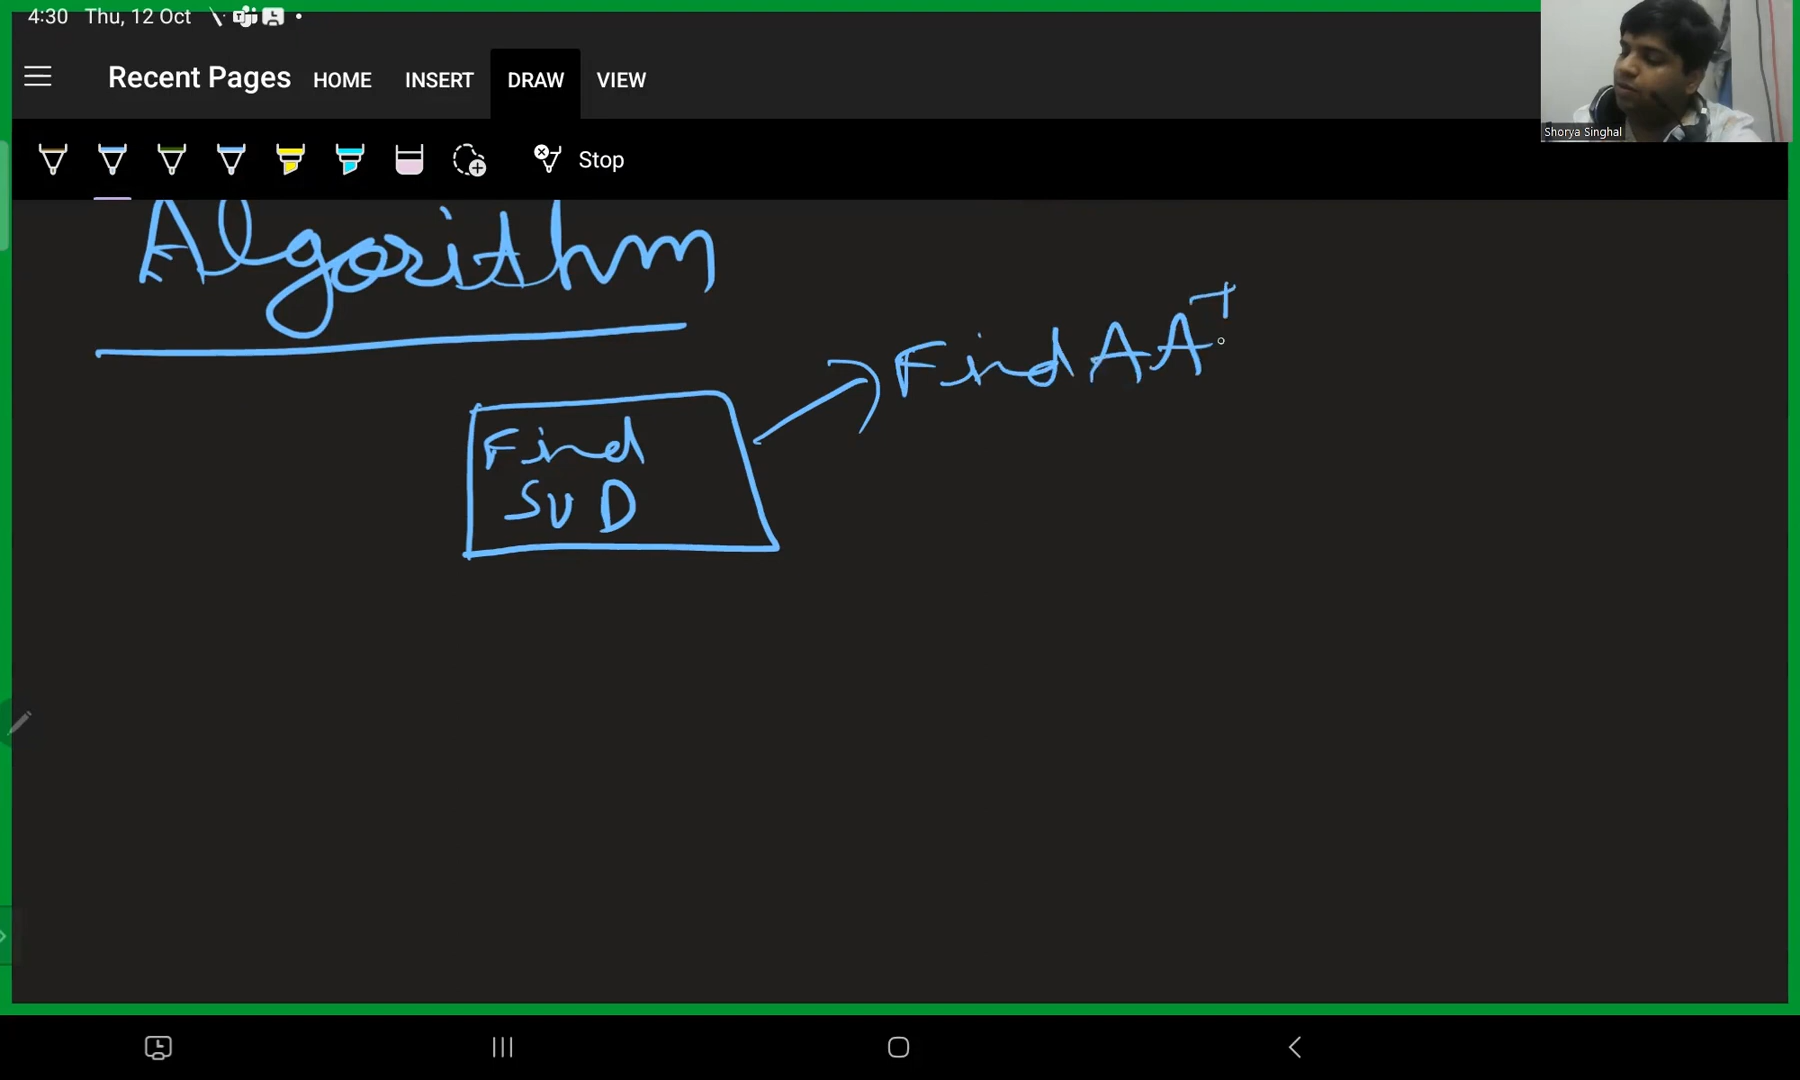 4:30 Thu, 12 Oct
Recent Pages HOME INSERT DRAW VIEW
Shorya Singhal
Stop
Algorithm
Find AAᵀ
Find
SVD